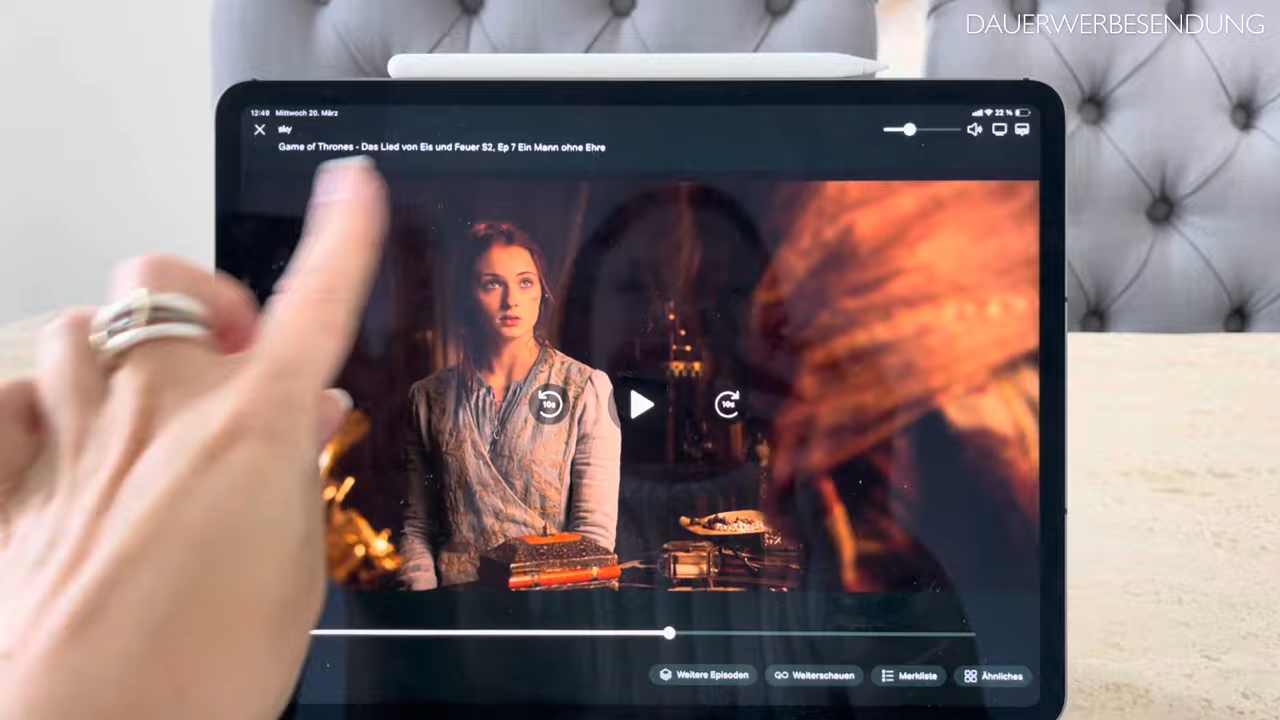 DAUERWERBESENDUNG
12:49 Mittwoch 20. März
22 %
sky
Game of Thrones - Das Lied von Eis und Feuer S2, Ep 7 Ein Mann ohne Ehre
10s
10s
Weitere Episoden
Weiterschauen
Merkliste
Ähnliches